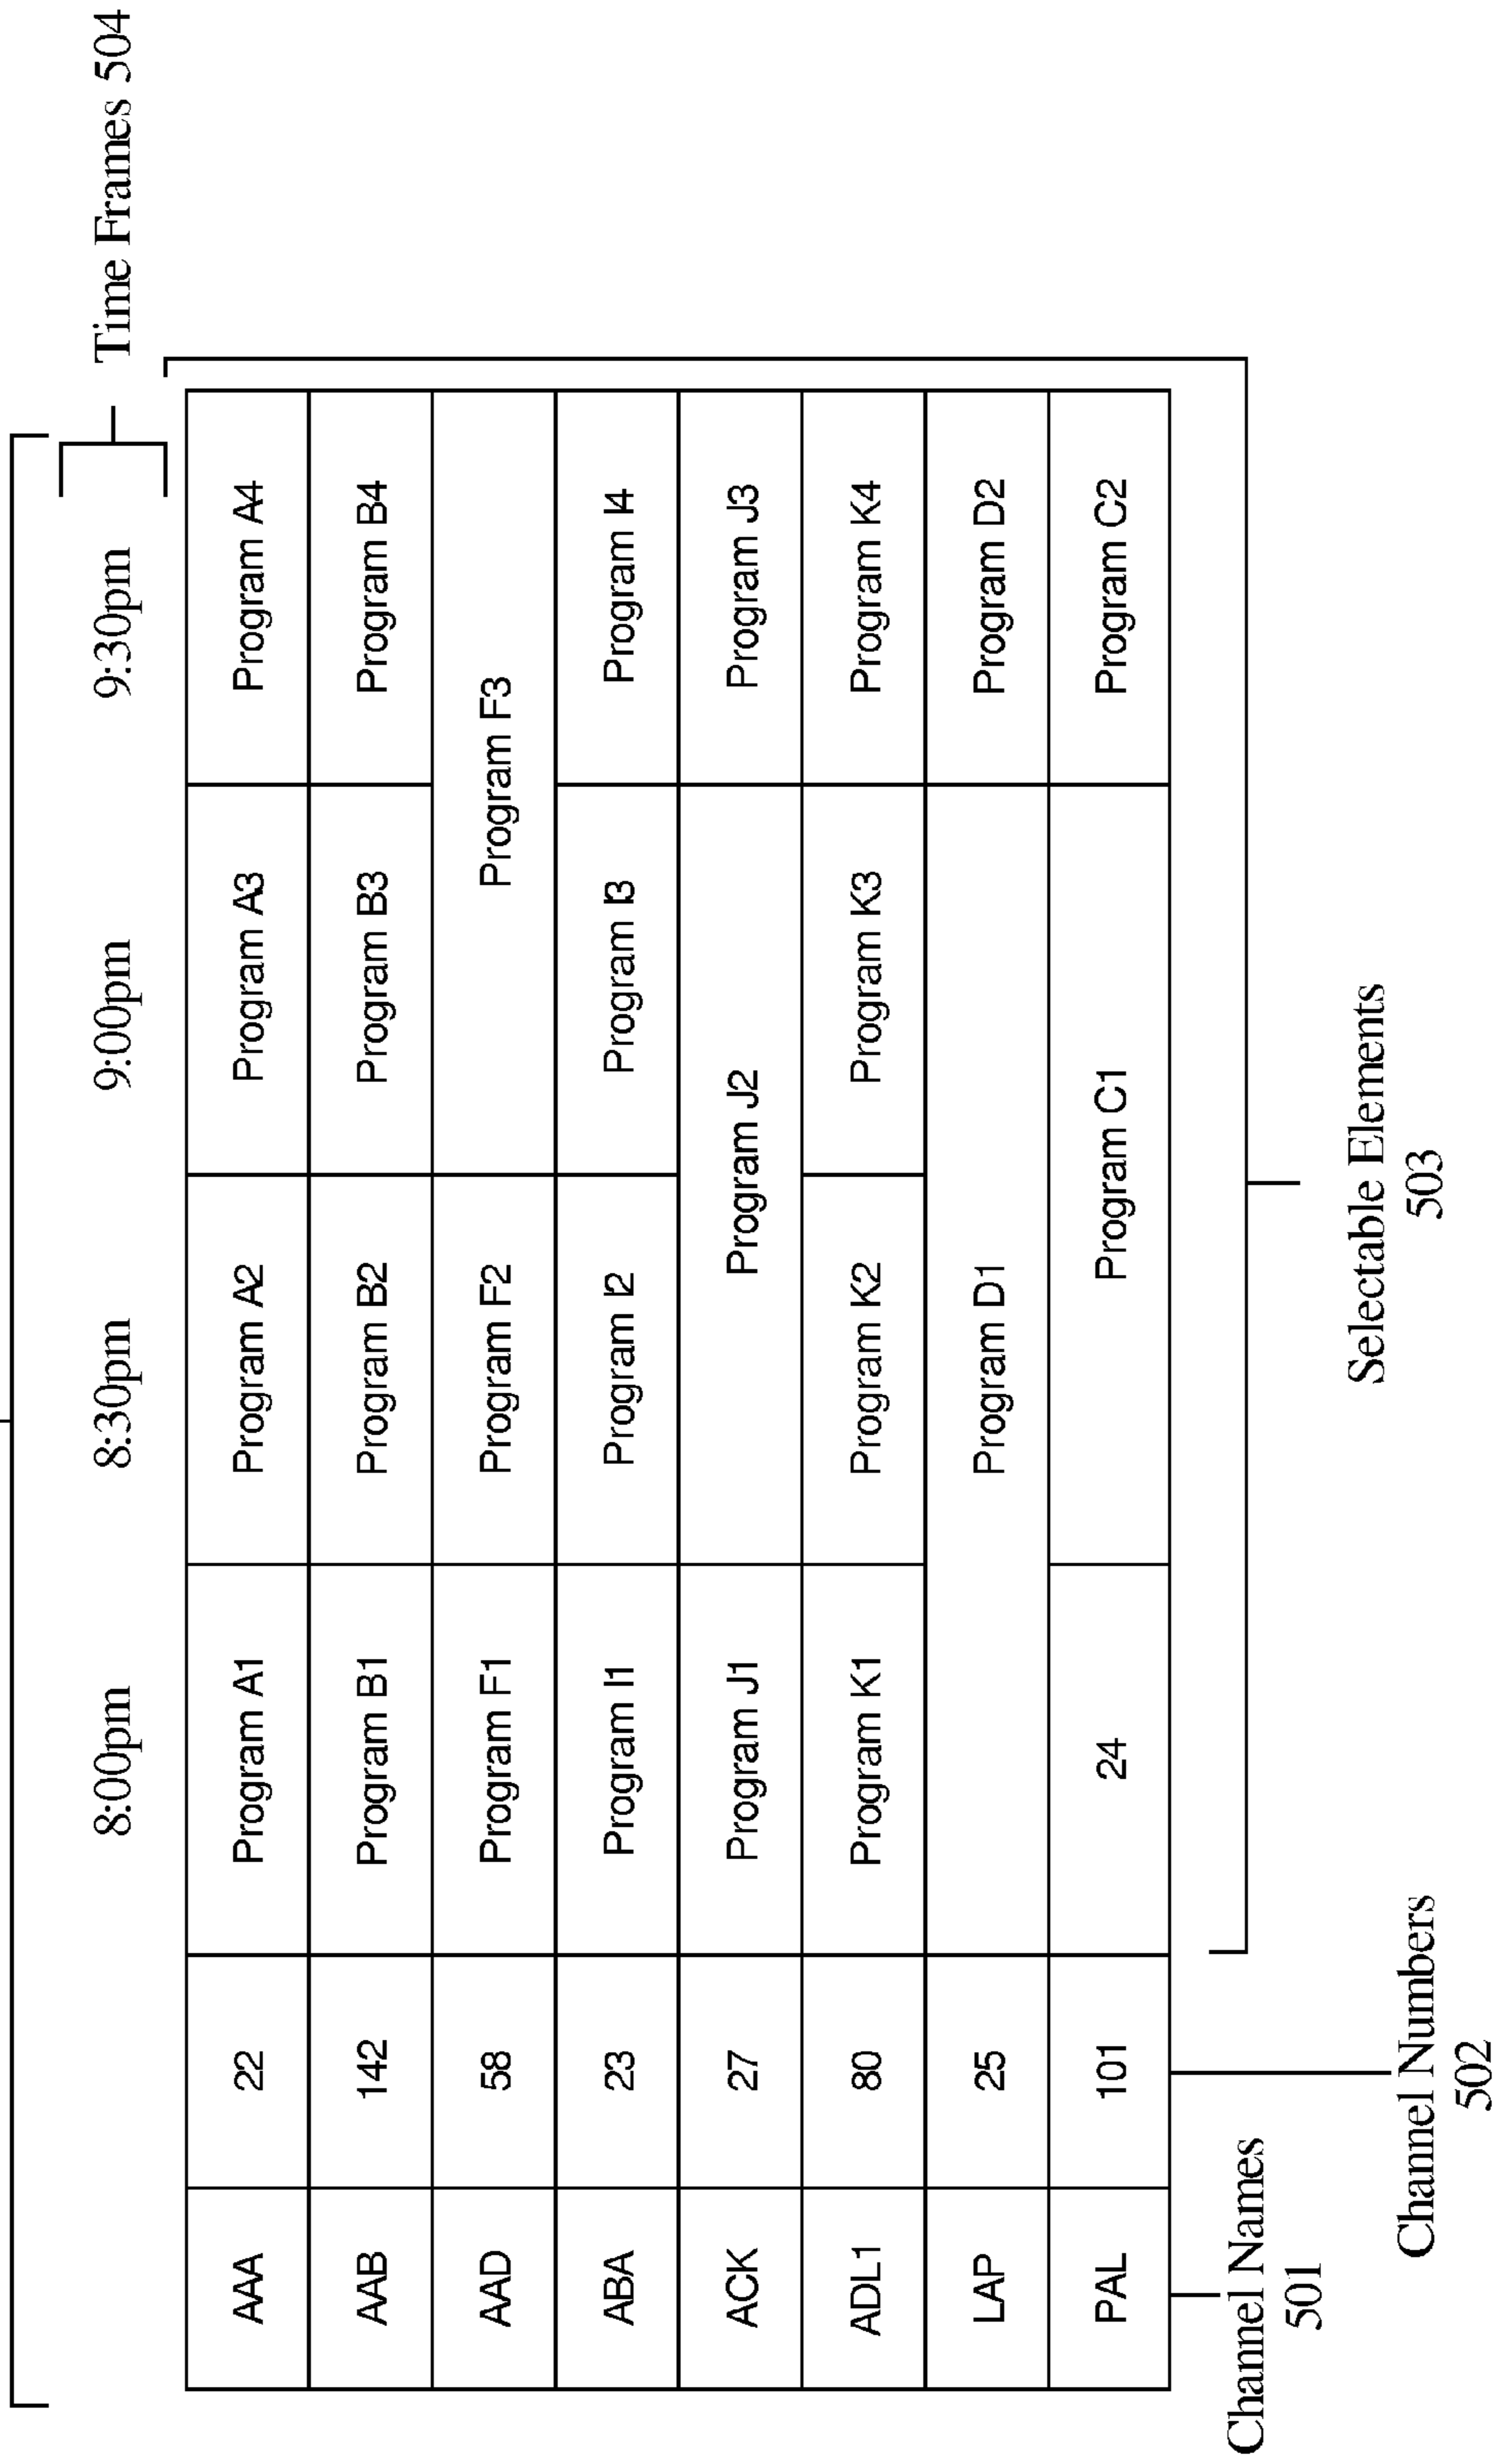 Time Frames 504
8:00pm 8:30pm 9:00pm 9:30pm
AAA 22 Program A1 Program A2 Program A3 Program A4
AAB 142 Program B1 Program B2 Program B3 Program B4
AAD 58 Program F1 Program F2 Program F3
ABA 23 Program I1 Program I2 Program I3 Program I4
ACK 27 Program J1 Program J2 Program J3
ADL1 80 Program K1 Program K2 Program K3 Program K4
LAP 25 Program D1 Program D2
PAL 101 24 Program C1 Program C2
Channel Names
501
Channel Numbers
502
Selectable Elements
503